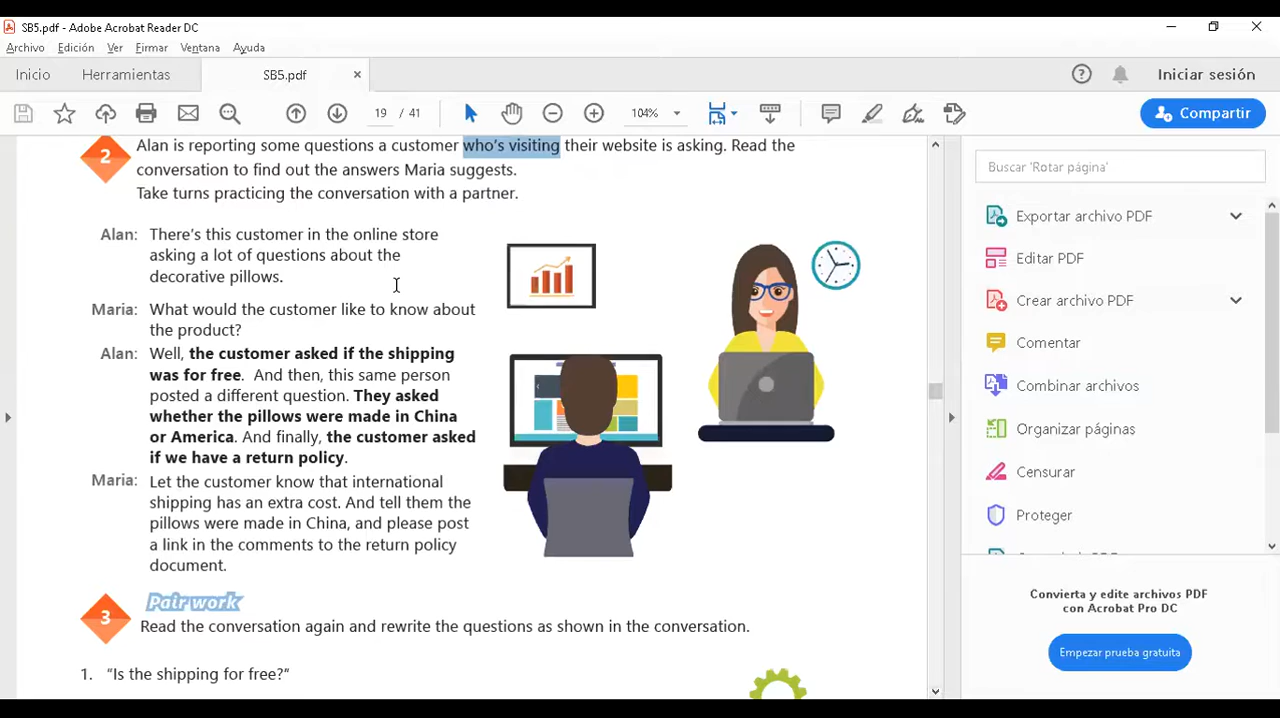 SB5.pdf - Adobe Acrobat Reader DC
Archivo Edición Ver Firmar Ventana Ayuda
Inicio Herramientas SB5.pdf ×
19 / 41 104% Compartir
Iniciar sesión
2
Alan is reporting some questions a customer who's visiting their website is asking. Read the
conversation to find out the answers Maria suggests.
Take turns practicing the conversation with a partner.
Alan: There's this customer in the online store
asking a lot of questions about the
decorative pillows.
Maria: What would the customer like to know about
the product?
Alan: Well, the customer asked if the shipping
was for free. And then, this same person
posted a different question. They asked
whether the pillows were made in China
or America. And finally, the customer asked
if we have a return policy.
Maria: Let the customer know that international
shipping has an extra cost. And tell them the
pillows were made in China, and please post
a link in the comments to the return policy
document.
3
Pair work
Read the conversation again and rewrite the questions as shown in the conversation.
1. "Is the shipping for free?"
Buscar 'Rotar página'
Exportar archivo PDF
Editar PDF
Crear archivo PDF
Comentar
Combinar archivos
Organizar páginas
Censurar
Proteger
Convierta y edite archivos PDF
con Acrobat Pro DC
Empezar prueba gratuita